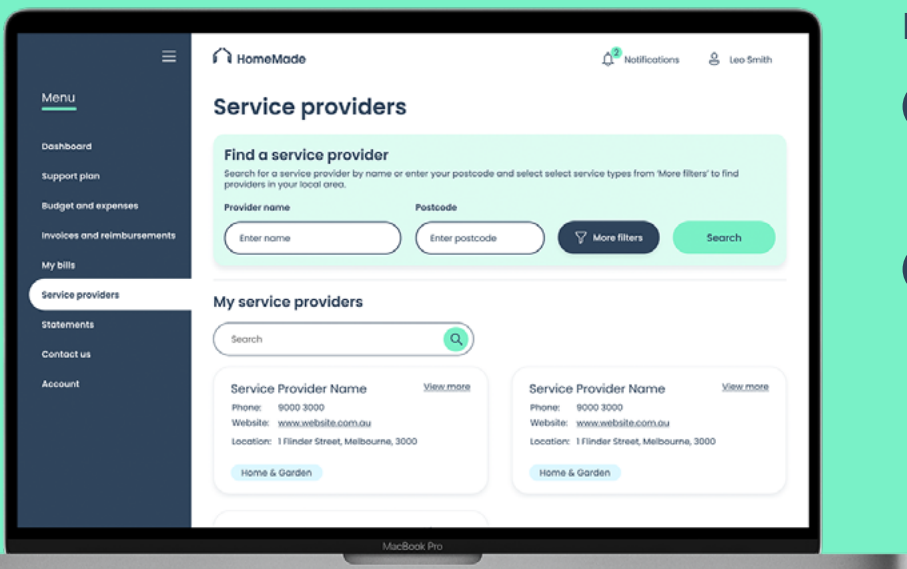 HomeMade
2 Notifications
Leo Smith
Menu
Dashboard
Support plan
Budget and expenses
Invoices and reimbursements
My bills
Service providers
Statements
Contact us
Account
Service providers
Find a service provider
Search for a service provider by name or enter your postcode and select select service types from 'More filters' to find
providers in your local area.
Provider name
Postcode
Enter name
Enter postcode
More filters
Search
My service providers
Search
Service Provider Name
View more
Phone: 9000 3000
Website: www.website.com.au
Location: 1 Flinder Street, Melbourne, 3000
Home & Garden
Service Provider Name
View more
Phone: 9000 3000
Website: www.website.com.au
Location: 1 Flinder Street, Melbourne, 3000
Home & Garden
MacBook Pro